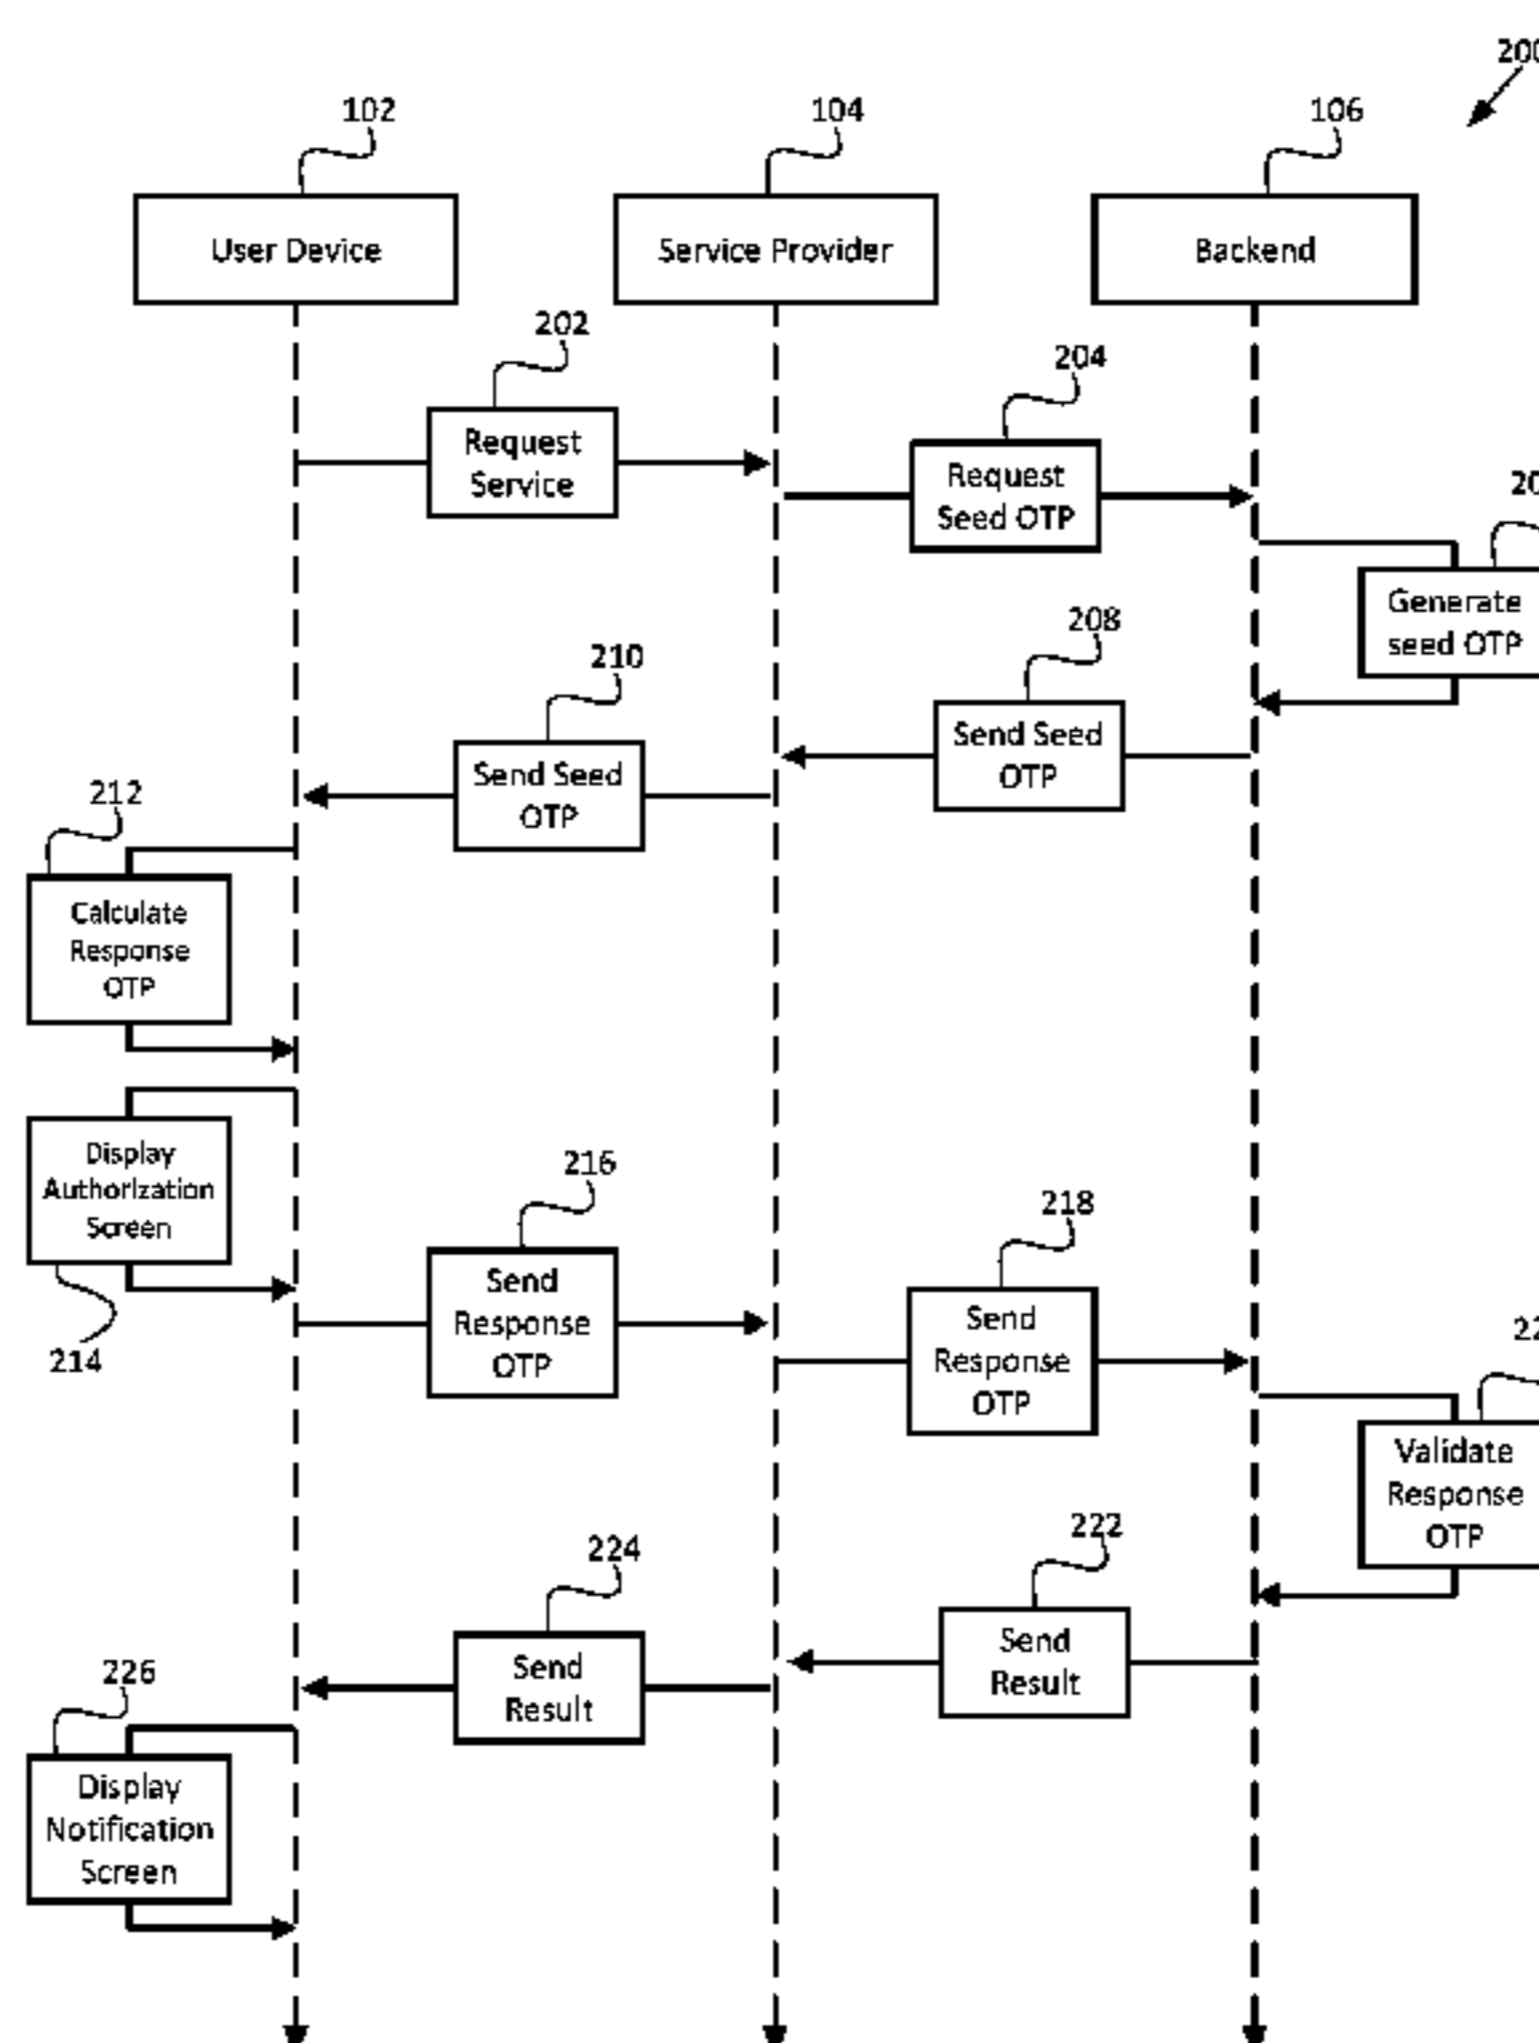 200
102
104
106
User Device
Service Provider
Backend
202
204
Request
Service
Request
Seed OTP
20
Generate
seed OTP
208
210
Send Seed
OTP
Send Seed
OTP
212
Calculate
Response
OTP
Display
Authorization
Screen
214
216
218
Send
Response
OTP
Send
Response
OTP
22
Validate
Response
OTP
222
224
Send
Result
Send
Result
226
Display
Notification
Screen